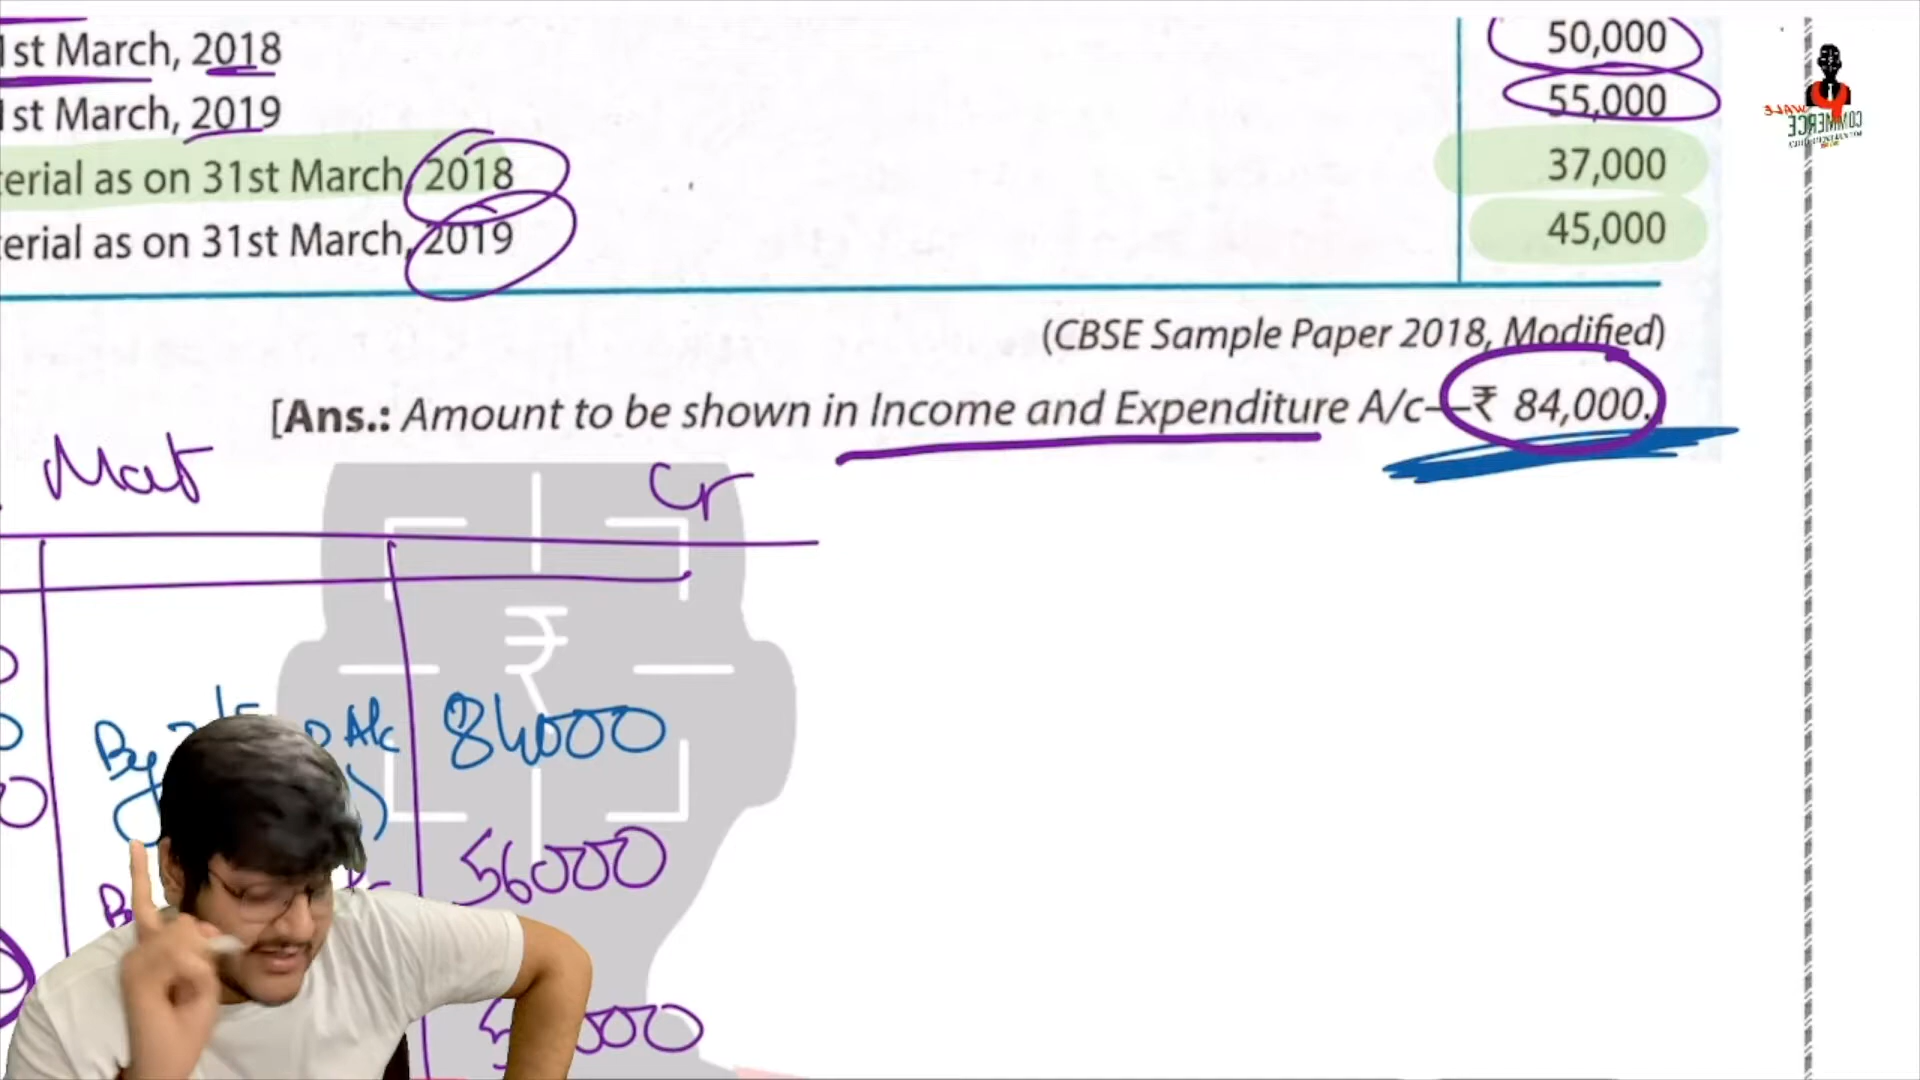 1st March, 2018 50,000
1st March, 2019 55,000
erial as on 31st March, 2018 37,000
erial as on 31st March, 2019 45,000
(CBSE Sample Paper 2018, Modified)
[Ans.: Amount to be shown in Income and Expenditure A/c—₹ 84,000.
Mat Cr
₹
By A/c 84000
56000
COMMERCE